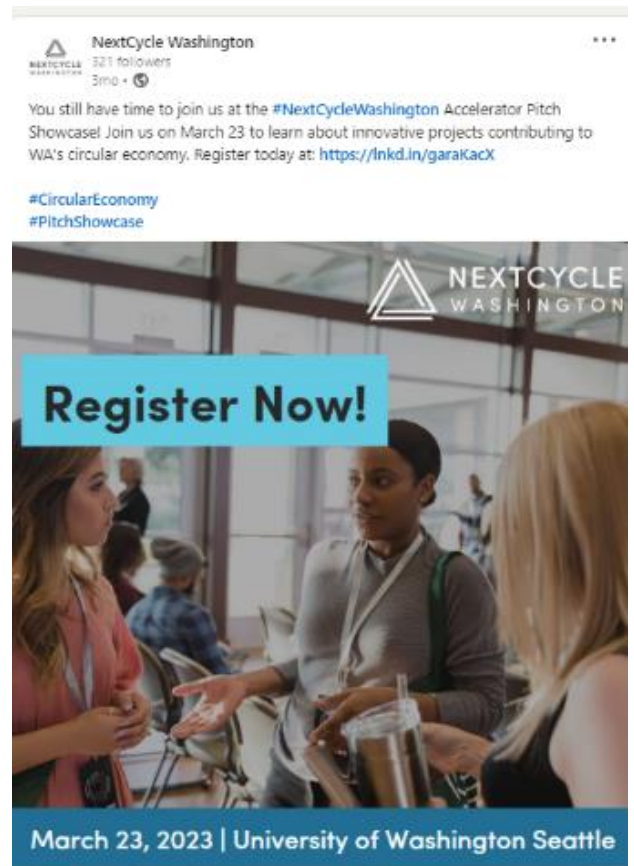 NEXTCYCLE
WASHINGTON
NextCycle Washington
321 followers
3mo •
You still have time to join us at the #NextCycleWashington Accelerator Pitch
Showcase! Join us on March 23 to learn about innovative projects contributing to
WA's circular economy. Register today at: https://lnkd.in/garaKacX
#CircularEconomy
#PitchShowcase
NEXTCYCLE
WASHINGTON
Register Now!
March 23, 2023 | University of Washington Seattle